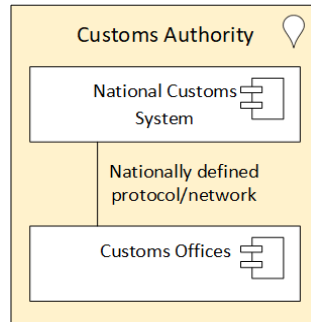 Customs Authority
National Customs
System
Nationally defined
protocol/network
Customs Offices